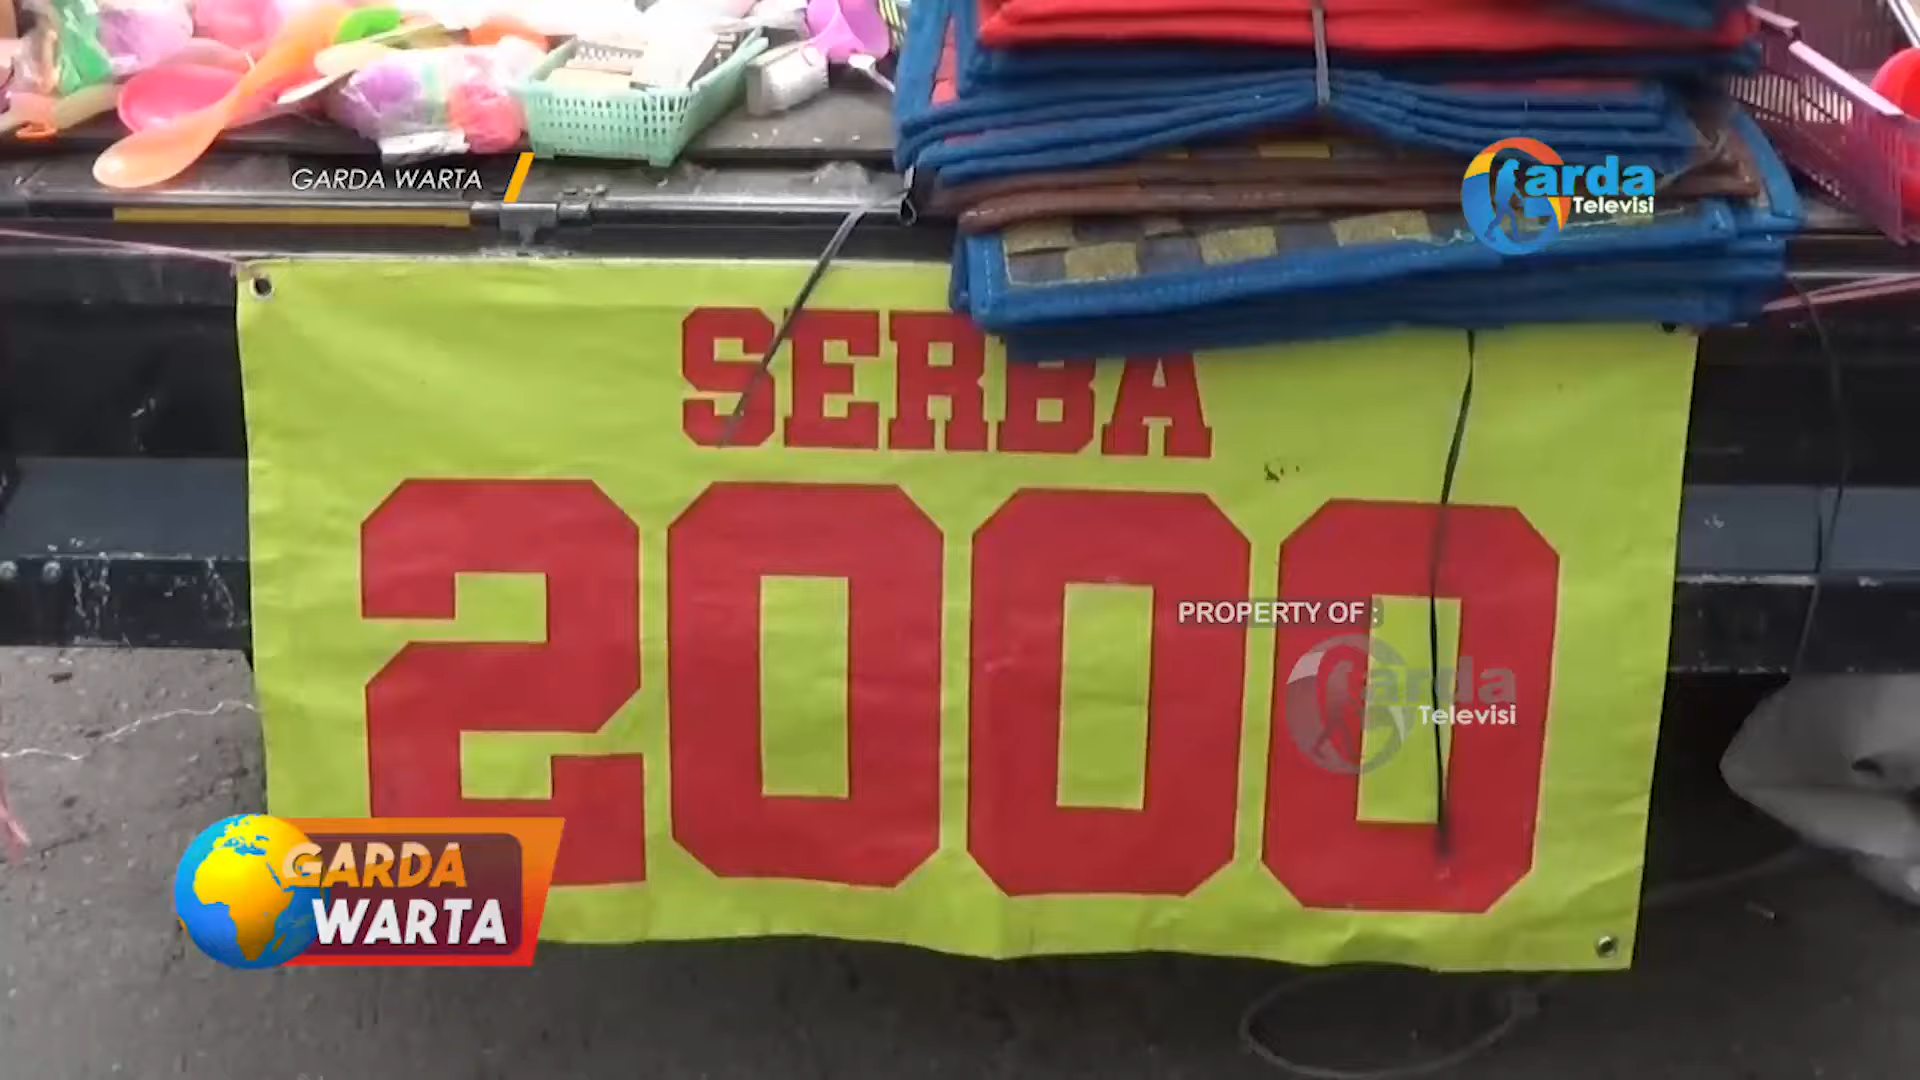 GARDA WARTA
Garda
Televisi
SERBA
2000
PROPERTY OF :
Garda
Televisi
GARDA
WARTA